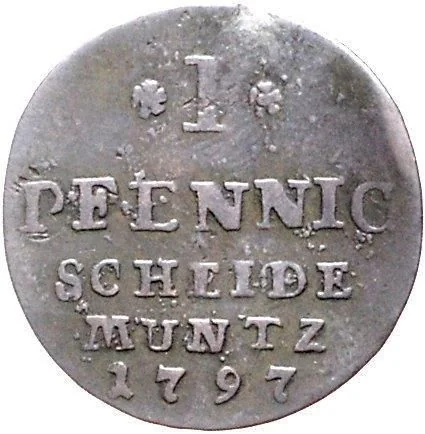 1
PFENNIG
SCHEIDE
MUNTZ
1797